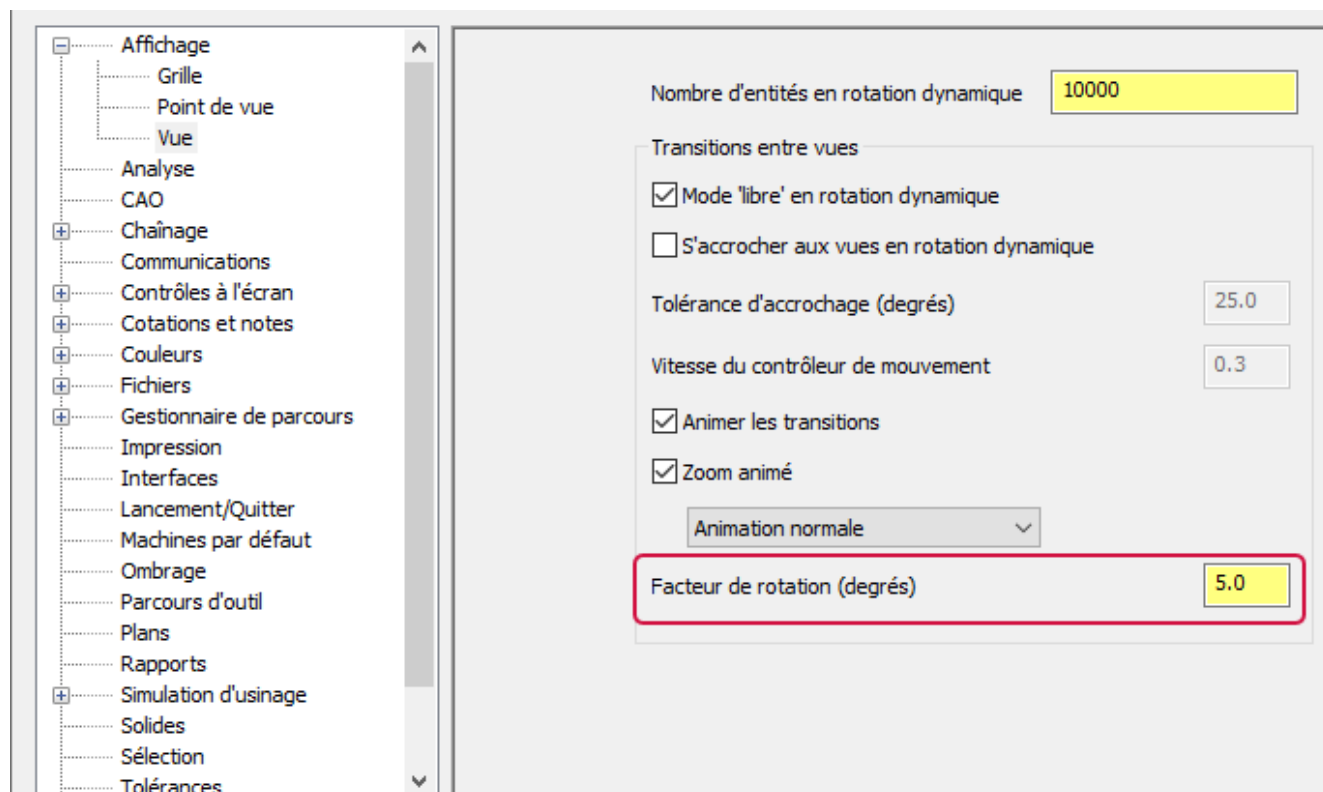 Affichage
Grille
Point de vue
Vue
Analyse
CAO
Chaînage
Communications
Contrôles à l'écran
Cotations et notes
Couleurs
Fichiers
Gestionnaire de parcours
Impression
Interfaces
Lancement/Quitter
Machines par défaut
Ombrage
Parcours d'outil
Plans
Rapports
Simulation d'usinage
Solides
Sélection
Tolérances
Nombre d'entités en rotation dynamique 10000
Transitions entre vues
Mode 'libre' en rotation dynamique
S'accrocher aux vues en rotation dynamique
Tolérance d'accrochage (degrés) 25.0
Vitesse du contrôleur de mouvement 0.3
Animer les transitions
Zoom animé
Animation normale
Facteur de rotation (degrés) 5.0